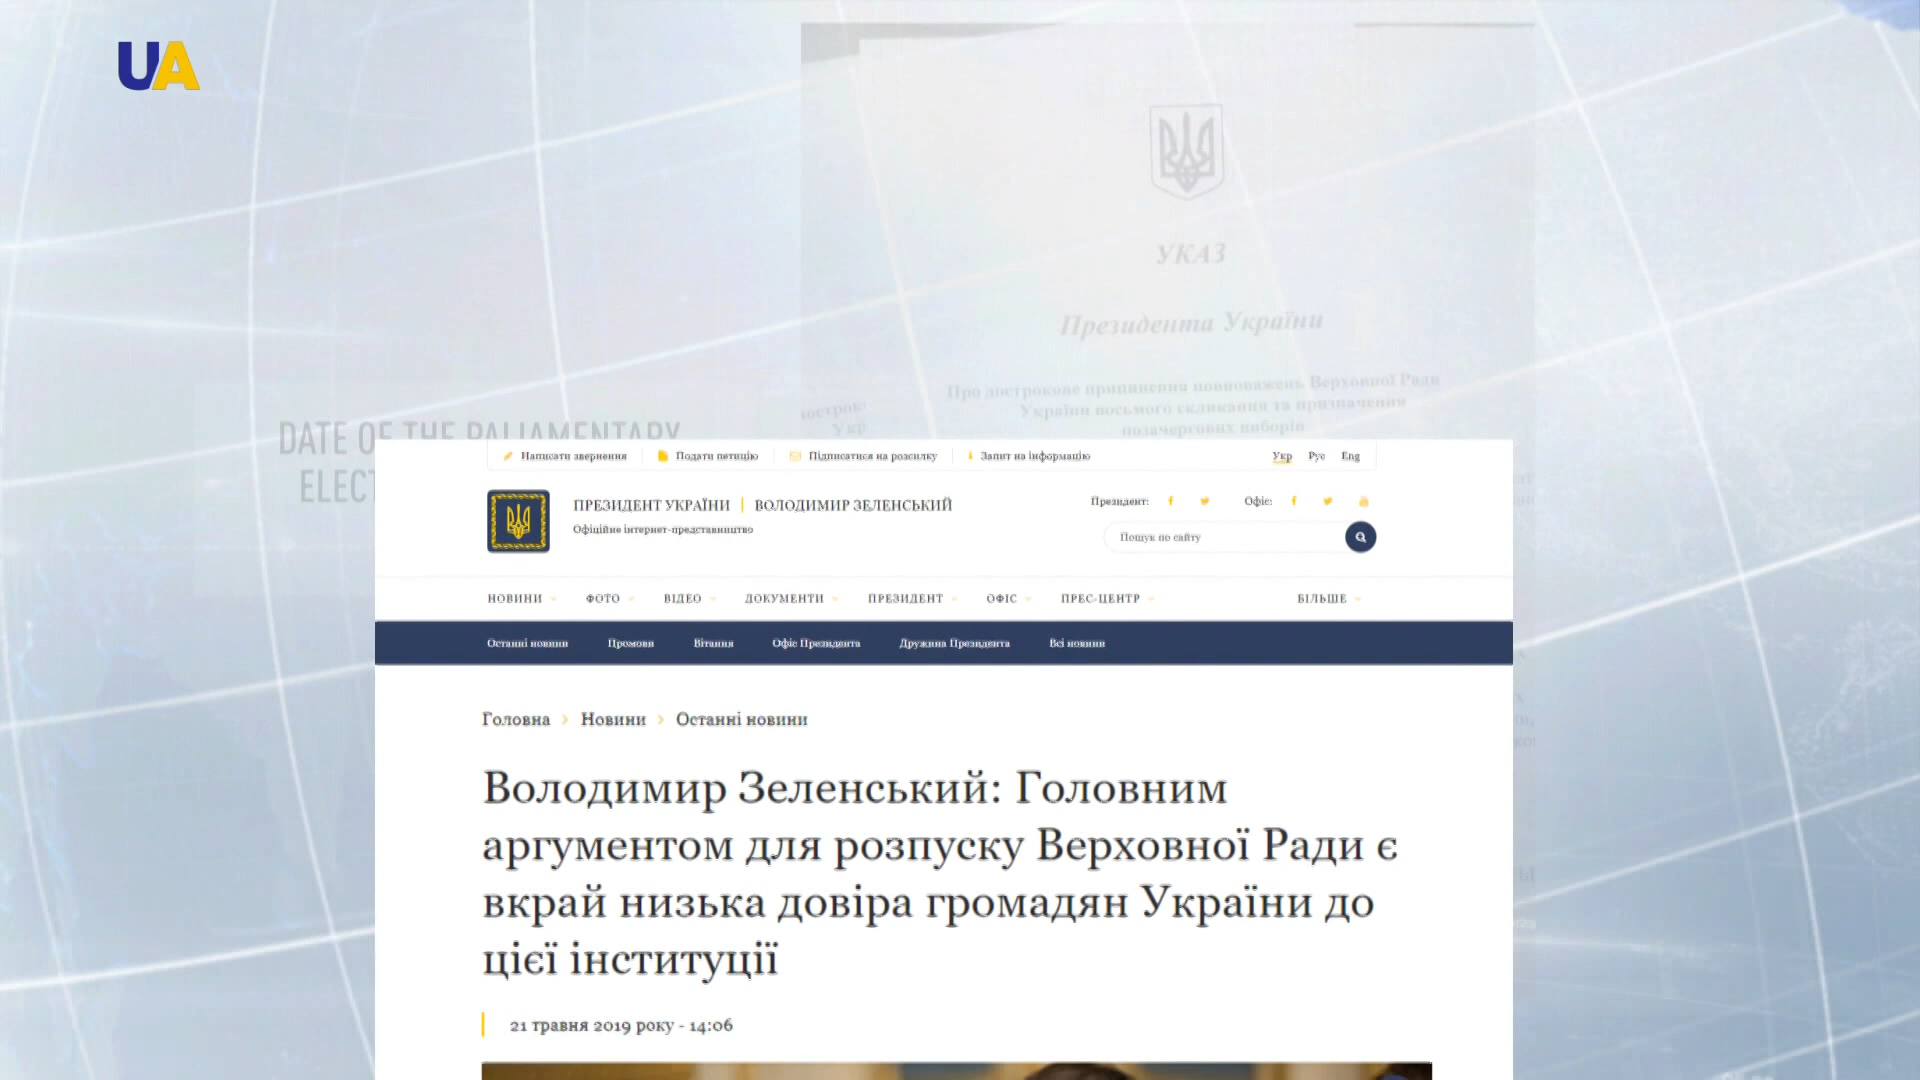 UA
УКАЗ
Президента України
Про дострокове припинення повноважень Верховної Ради
України восьмого скликання та призначення
позачергових виборів
DATE OF THE PALIAMENTARY
Написати звернення Подати петицію Підписатися на розсилку Запит на інформацію Укр Рус Eng
ПРЕЗИДЕНТ УКРАЇНИ | ВОЛОДИМИР ЗЕЛЕНСЬКИЙ
Офіційне інтернет-представництво
Президент: Офіс:
Пошук по сайту
НОВИНИ ФОТО ВІДЕО ДОКУМЕНТИ ПРЕЗИДЕНТ ОФІС ПРЕС-ЦЕНТР БІЛЬШЕ
Останні новини Промови Вітання Офіс Президента Дружина Президента Всі новини
Головна > Новини > Останні новини
Володимир Зеленський: Головним
аргументом для розпуску Верховної Ради є
вкрай низька довіра громадян України до
цієї інституції
21 травня 2019 року - 14:06